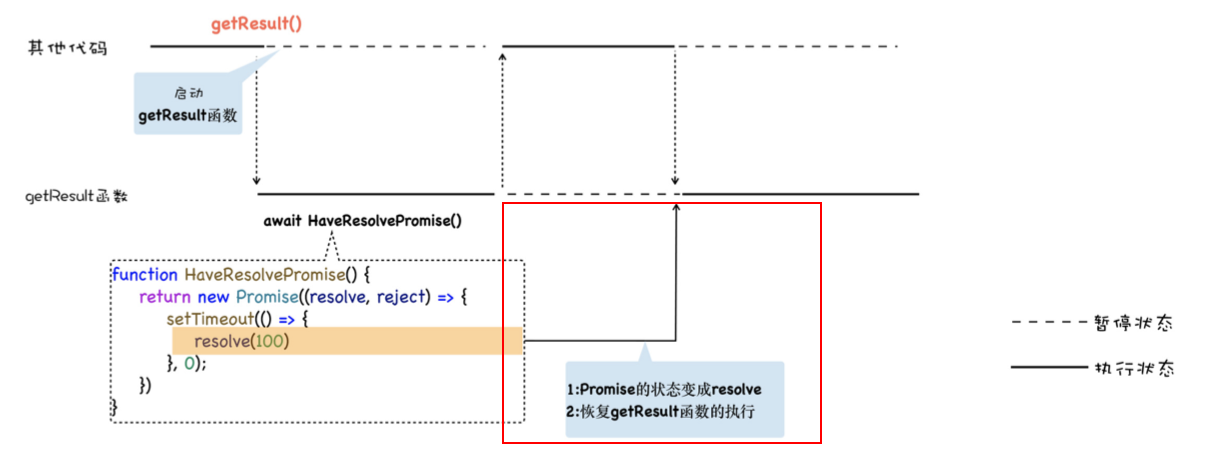 getResult()
其他代码
启动
getResult函数
getResult函数
await HaveResolvePromise()
function HaveResolvePromise() {
return new Promise((resolve, reject) => {
setTimeout(() => {
resolve(100)
}, 0);
})
}
1:Promise的状态变成resolve
2:恢复getResult函数的执行
暂停状态
执行状态